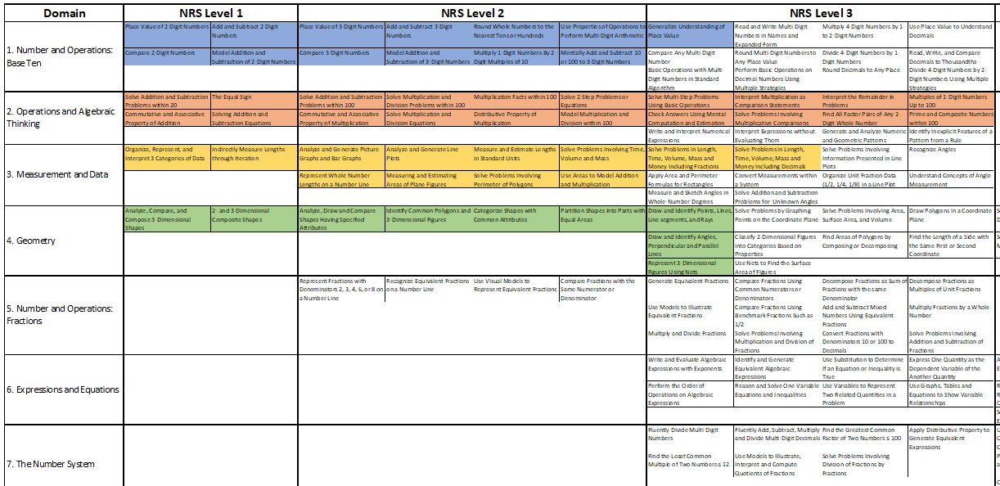 Domain NRS Level 1 NRS Level 2 NRS Level 3
1. Number and Operations:
Base Ten
Place Value of 2-Digit Numbers
Add and Subtract 2-Digit
Numbers
Place Value of 3-Digit Numbers
Add and Subtract 3-Digit
Numbers
Round Whole Numbers to the
Nearest Tens or Hundreds
Use Properties of Operations to
Perform Multi-Digit Arithmetic
Generalize Understanding of
Place Value
Read and Write Multi-Digit
Numbers in Names and
Expanded Form
Multiply 4-Digit Numbers by 1-
to 2-Digit Numbers
Use Place Value to Understand
Decimals
Compare 2-Digit Numbers
Model Addition and
Subtraction of 2-Digit Numbers
Compare 3-Digit Numbers
Model Addition and
Subtraction of 3-Digit Numbers
Multiply 1-Digit Numbers By 2-
Digit Multiples of 10
Mentally Add and Subtract 10
or 100 to 3-Digit Numbers
Compare Any Multi-Digit
Number
Round Multi-Digit Numbers to
Any Place Value
Divide 4-Digit Numbers by 1-
Digit Numbers
Read, Write, and Compare
Decimals to Thousandths
Basic Operations with Multi-
Digit Numbers in Standard
Algorithm
Perform Basic Operations on
Decimal Numbers Using
Multiple Strategies
Round Decimals to Any Place
Divide 4-Digit Numbers by 2-
Digit Numbers Using Multiple
Strategies
2. Operations and Algebraic
Thinking
Solve Addition and Subtraction
Problems within 20
The Equal Sign
Solve Addition and Subtraction
Problems within 100
Solve Multiplication and
Division Problems within 100
Multiplication Facts within 100
Solve 2 Step Problems or
Equations
Solve Multi Step Problems
Using Basic Operations
Interpret Multiplication as
Comparison Statements
Interpret the Remainder in
Problems
Multiples of 1-Digit Numbers
Up to 100
Commutative and Associative
Property of Addition
Solving Addition and
Subtraction Equations
Commutative and Associative
Property of Multiplication
Solve Multiplication and
Division Equations
Distributive Property of
Multiplication
Model Multiplication and
Division within 100
Check Answers Using Mental
Computation and Estimation
Solve Problems Involving
Multiplicative Comparisons
Find All Factor Pairs of Any 2-
Digit Whole Number
Prime and Composite Numbers
within 100
Write and Interpret Numerical
Expressions
Interpret Expressions without
Evaluating Them
Generate and Analyze Numeric
and Geometric Patterns
Identify Inexplicit Features of a
Pattern from a Rule
3. Measurement and Data
Organize, Represent, and
Interpret 3 Categories of Data
Indirectly Measure Lengths
through Iteration
Analyze and Generate Picture
Graphs and Bar Graphs
Analyze and Generate Line
Plots
Measure and Estimate Lengths
in Standard Units
Solve Problems Involving Time,
Volume and Mass
Solve Problems in Length,
Time, Volume, Mass and
Money Including Fractions
Solve Problems in Length,
Time, Volume, Mass and
Money Including Decimals
Solve Problems Involving
Information Presented in Line
Plots
Recognize Angles
Represent Whole Number
Lengths on a Number Line
Measuring and Estimating
Areas of Plane Figures
Solve Problems Involving
Perimeter of Polygons
Use Areas to Model Addition
and Multiplication
Apply Area and Perimeter
Formulas for Rectangles
Convert Measurements within
a System
Organize Unit Fraction Data
(1/2, 1/4, 1/8) in a Line Plot
Understand Concepts of Angle
Measurement
Measure and Sketch Angles in
Whole-Number Degrees
Solve Addition and Subtraction
Problems for Unknown Angles
4. Geometry
Analyze, Compare, and
Compose 3-Dimensional
Shapes
2- and 3-Dimensional
Composite Shapes
Analyze, Draw and Compare
Shapes Having Specified
Attributes
Identify Common Polygons and
3-Dimensional Figures
Categorize Shapes with
Common Attributes
Partition Shapes into Parts with
Equal Areas
Draw and Identify Points, Lines,
Line segments, and Rays
Solve Problems by Graphing
Points on the Coordinate Plane
Solve Problems Involving Area,
Surface Area, and Volume
Draw Polygons in a Coordinate
Plane
Draw and Identify Angles,
Perpendicular and Parallel
Lines
Classify 2-Dimensional Figures
into Categories Based on
Properties
Find Areas of Polygons by
Composing or Decomposing
Find the Length of a Side with
the Same First or Second
Coordinate
Represent 3-Dimensional
Figures Using Nets
Use Nets to Find the Surface
Area of Figures
5. Number and Operations:
Fractions
Represent Fractions with
Denominators 2, 3, 4, 6, or 8 on
a Number Line
Recognize Equivalent Fractions
on a Number Line
Use Visual Models to
Represent Equivalent Fractions
Compare Fractions with the
Same Numerator or
Denominator
Generate Equivalent Fractions
Compare Fractions Using
Common Numerators or
Denominators
Decompose Fractions as Sum of
Fractions with the same
Denominator
Decompose Fractions as
Multiples of Unit Fractions
Use Models to Illustrate
Equivalent Fractions
Compare Fractions Using
Benchmark Fractions Such as
1/2
Add and Subtract Mixed
Numbers Using Equivalent
Fractions
Multiply Fractions by a Whole
Number
Multiply and Divide Fractions
Solve Problems Involving
Multiplication and Division of
Fractions
Convert Fractions with
Denominators 10 or 100 to
Decimals
Solve Problems Involving
Addition and Subtraction of
Fractions
6. Expressions and Equations
Write and Evaluate Algebraic
Expressions with Exponents
Identify and Generate
Equivalent Algebraic
Expressions
Use Substitution to Determine
If an Equation or Inequality is
True
Express One Quantity as the
Dependent Variable of the
Another Quantity
Perform the Order of
Operations on Algebraic
Expressions
Reason and Solve One-Variable
Equations and Inequalities
Use Variables to Represent
Two Related Quantities in a
Problem
Use Graphs, Tables and
Equations to Show Variable
Relationships
7. The Number System
Fluently Divide Multi-Digit
Numbers
Fluently Add, Subtract, Multiply
and Divide Multi-Digit Decimals
Find the Greatest Common
Factor of Two Numbers ≤ 100
Apply Distributive Property to
Generate Equivalent
Expressions
Find the Least Common
Multiple of Two Numbers ≤ 12
Use Models to Illustrate,
Interpret and Compute
Quotients of Fractions
Solve Problems Involving
Division of Fractions by
Fractions